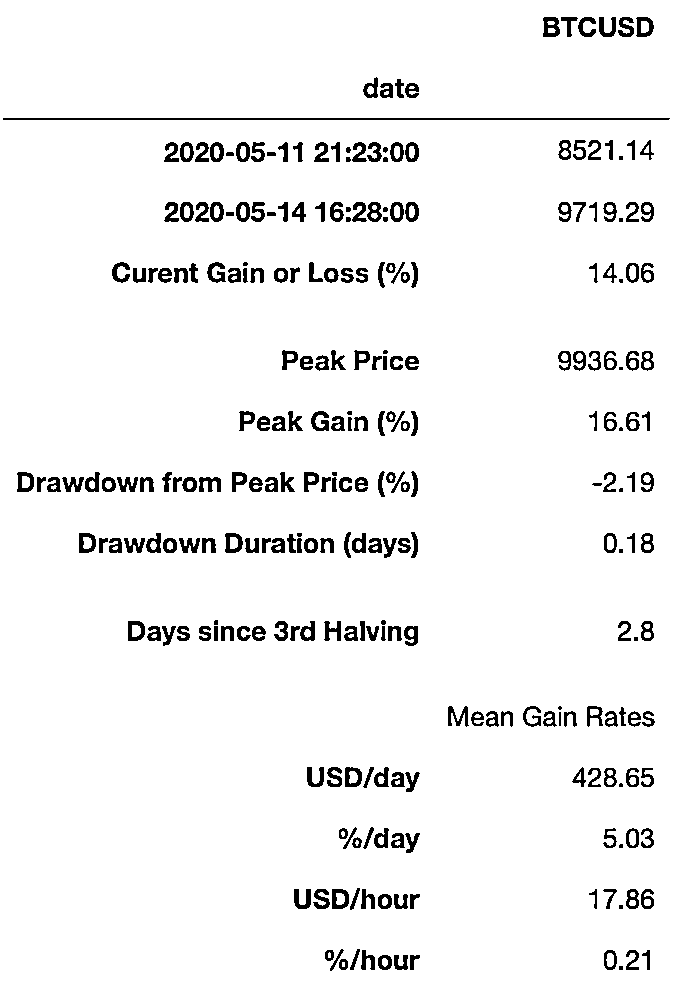 BTCUSD
date
2020-05-11 21:23:00 8521.14
2020-05-14 16:28:00 9719.29
Curent Gain or Loss (%) 14.06
Peak Price 9936.68
Peak Gain (%) 16.61
Drawdown from Peak Price (%) -2.19
Drawdown Duration (days) 0.18
Days since 3rd Halving 2.8
Mean Gain Rates
USD/day 428.65
%/day 5.03
USD/hour 17.86
%/hour 0.21